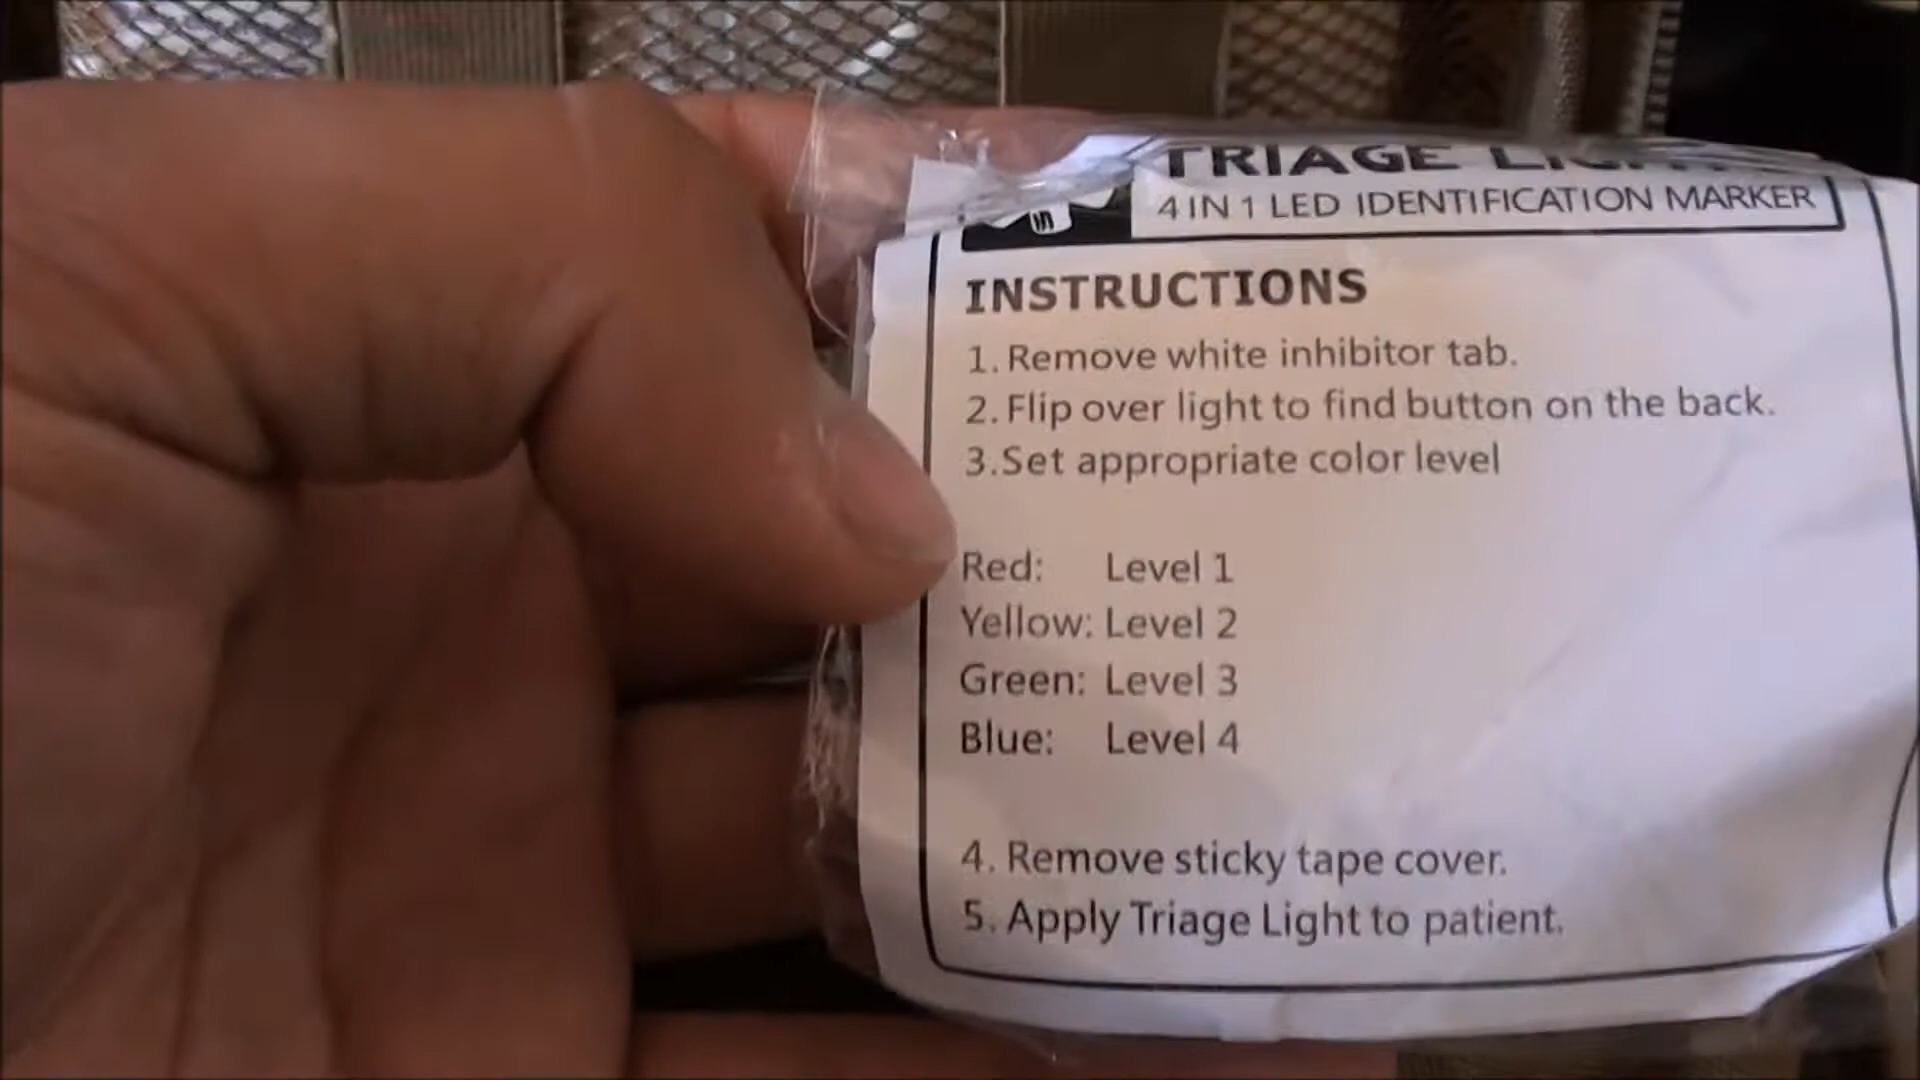 TRIAGE LIGHT
4 IN 1 LED IDENTIFICATION MARKER
INSTRUCTIONS
1. Remove white inhibitor tab.
2. Flip over light to find button on the back.
3.Set appropriate color level
Red: Level 1
Yellow: Level 2
Green: Level 3
Blue: Level 4
4. Remove sticky tape cover.
5. Apply Triage Light to patient.